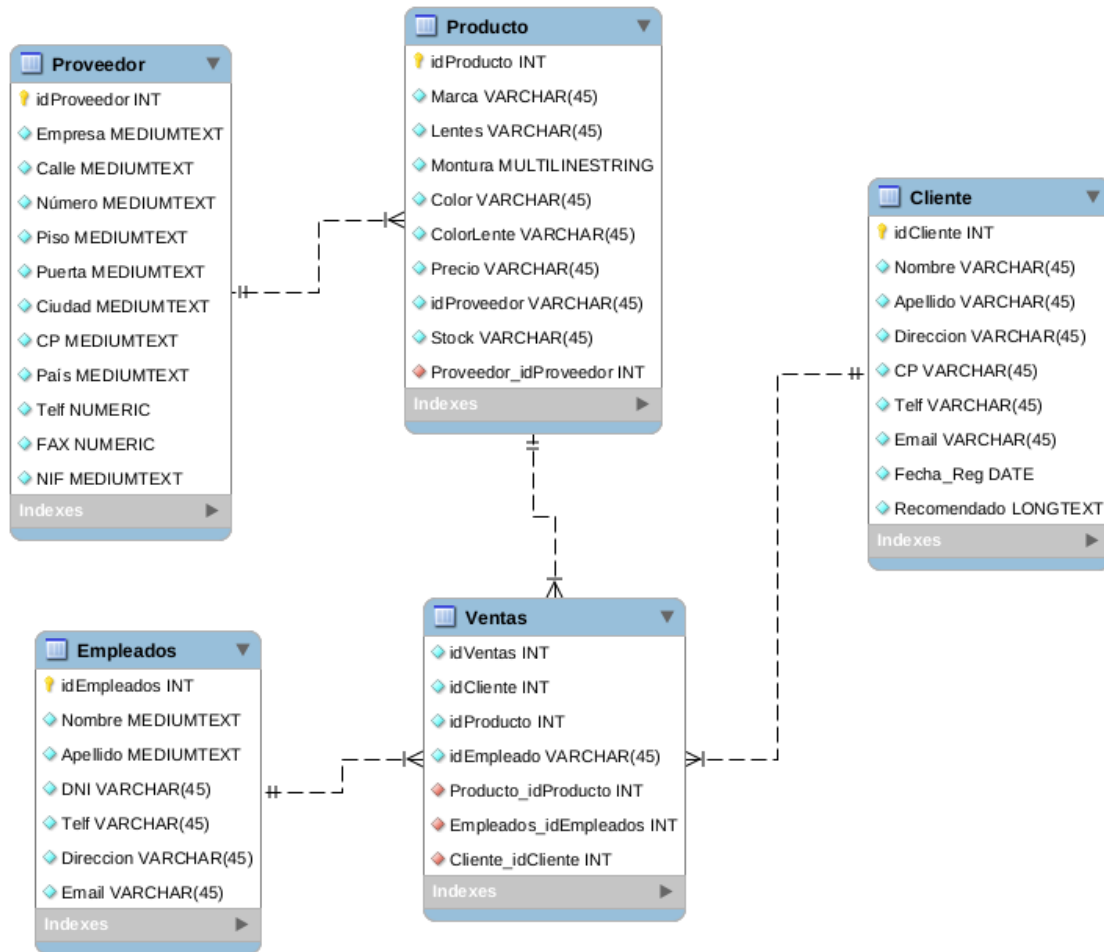 Proveedor
idProveedor INT
Empresa MEDIUMTEXT
Calle MEDIUMTEXT
Número MEDIUMTEXT
Piso MEDIUMTEXT
Puerta MEDIUMTEXT
Ciudad MEDIUMTEXT
CP MEDIUMTEXT
País MEDIUMTEXT
Telf NUMERIC
FAX NUMERIC
NIF MEDIUMTEXT
Indexes
Producto
idProducto INT
Marca VARCHAR(45)
Lentes VARCHAR(45)
Montura MULTILINESTRING
Color VARCHAR(45)
ColorLente VARCHAR(45)
Precio VARCHAR(45)
idProveedor VARCHAR(45)
Stock VARCHAR(45)
Proveedor_idProveedor INT
Indexes
Cliente
idCliente INT
Nombre VARCHAR(45)
Apellido VARCHAR(45)
Direccion VARCHAR(45)
CP VARCHAR(45)
Telf VARCHAR(45)
Email VARCHAR(45)
Fecha_Reg DATE
Recomendado LONGTEXT
Indexes
Empleados
idEmpleados INT
Nombre MEDIUMTEXT
Apellido MEDIUMTEXT
DNI VARCHAR(45)
Telf VARCHAR(45)
Direccion VARCHAR(45)
Email VARCHAR(45)
Indexes
Ventas
idVentas INT
idCliente INT
idProducto INT
idEmpleado VARCHAR(45)
Producto_idProducto INT
Empleados_idEmpleados INT
Cliente_idCliente INT
Indexes